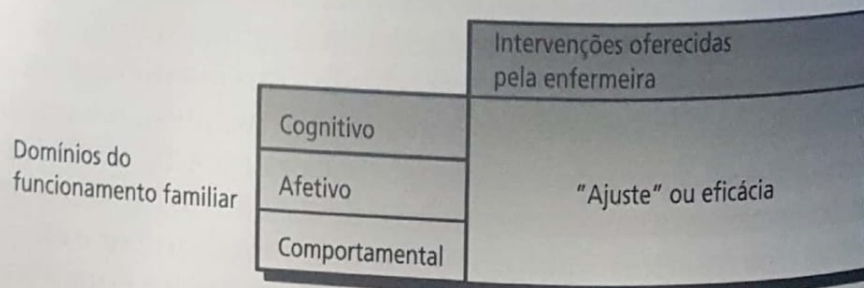 Intervenções oferecidas
pela enfermeira
Domínios do
funcionamento familiar
Cognitivo
Afetivo
Comportamental
"Ajuste" ou eficácia